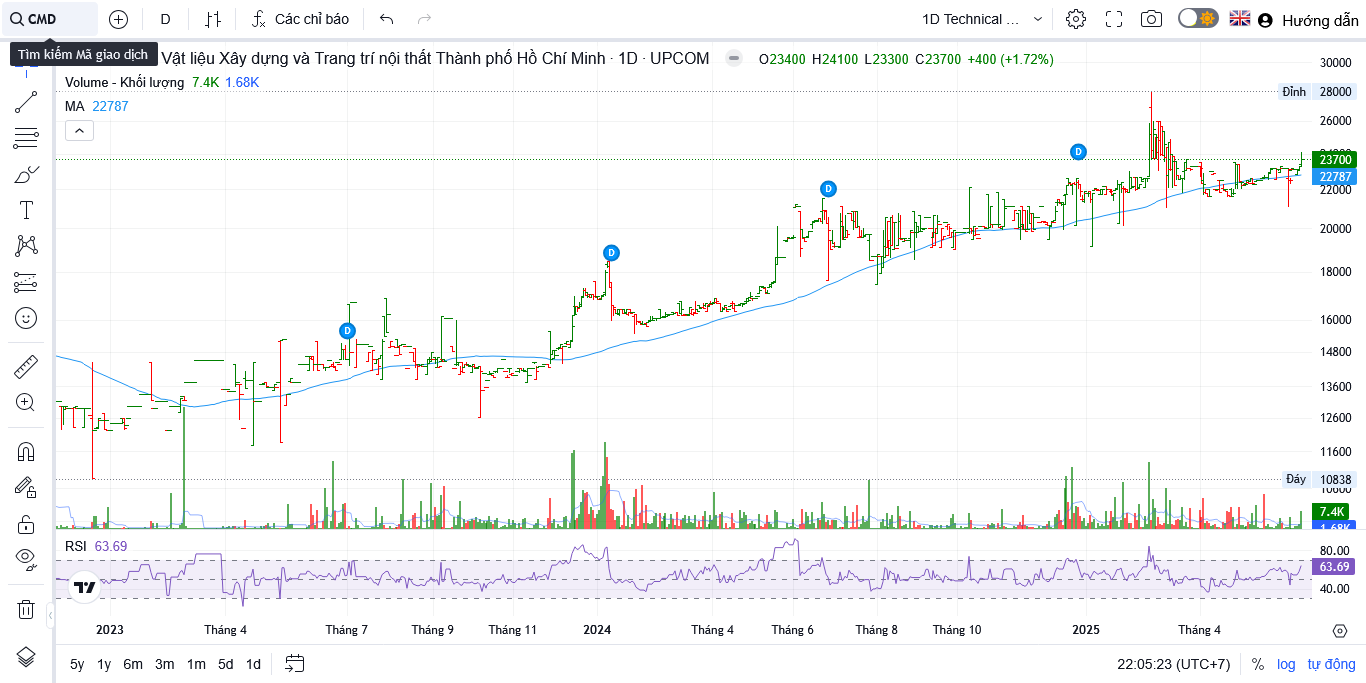 CMD D Các chỉ báo 1D Technical ... Hướng dẫn
Tìm kiếm Mã giao dịch Vật liệu Xây dựng và Trang trí nội thất Thành phố Hồ Chí Minh · 1D · UPCOM O23400 H24100 L23300 C23700 +400 (+1.72%)
Volume - Khối lượng 7.4K 1.68K
MA 22787
30000
Đỉnh 28000
26000
23700
22787
22000
20000
18000
16000
14800
13600
12600
11600
Đáy 10838
7.4K
1.68K
D
D
D
D
RSI 63.69
80.00
63.69
40.00
2023 Tháng 4 Tháng 7 Tháng 9 Tháng 11 2024 Tháng 4 Tháng 6 Tháng 8 Tháng 10 2025 Tháng 4
5y 1y 6m 3m 1m 5d 1d 22:05:23 (UTC+7) % log tự động